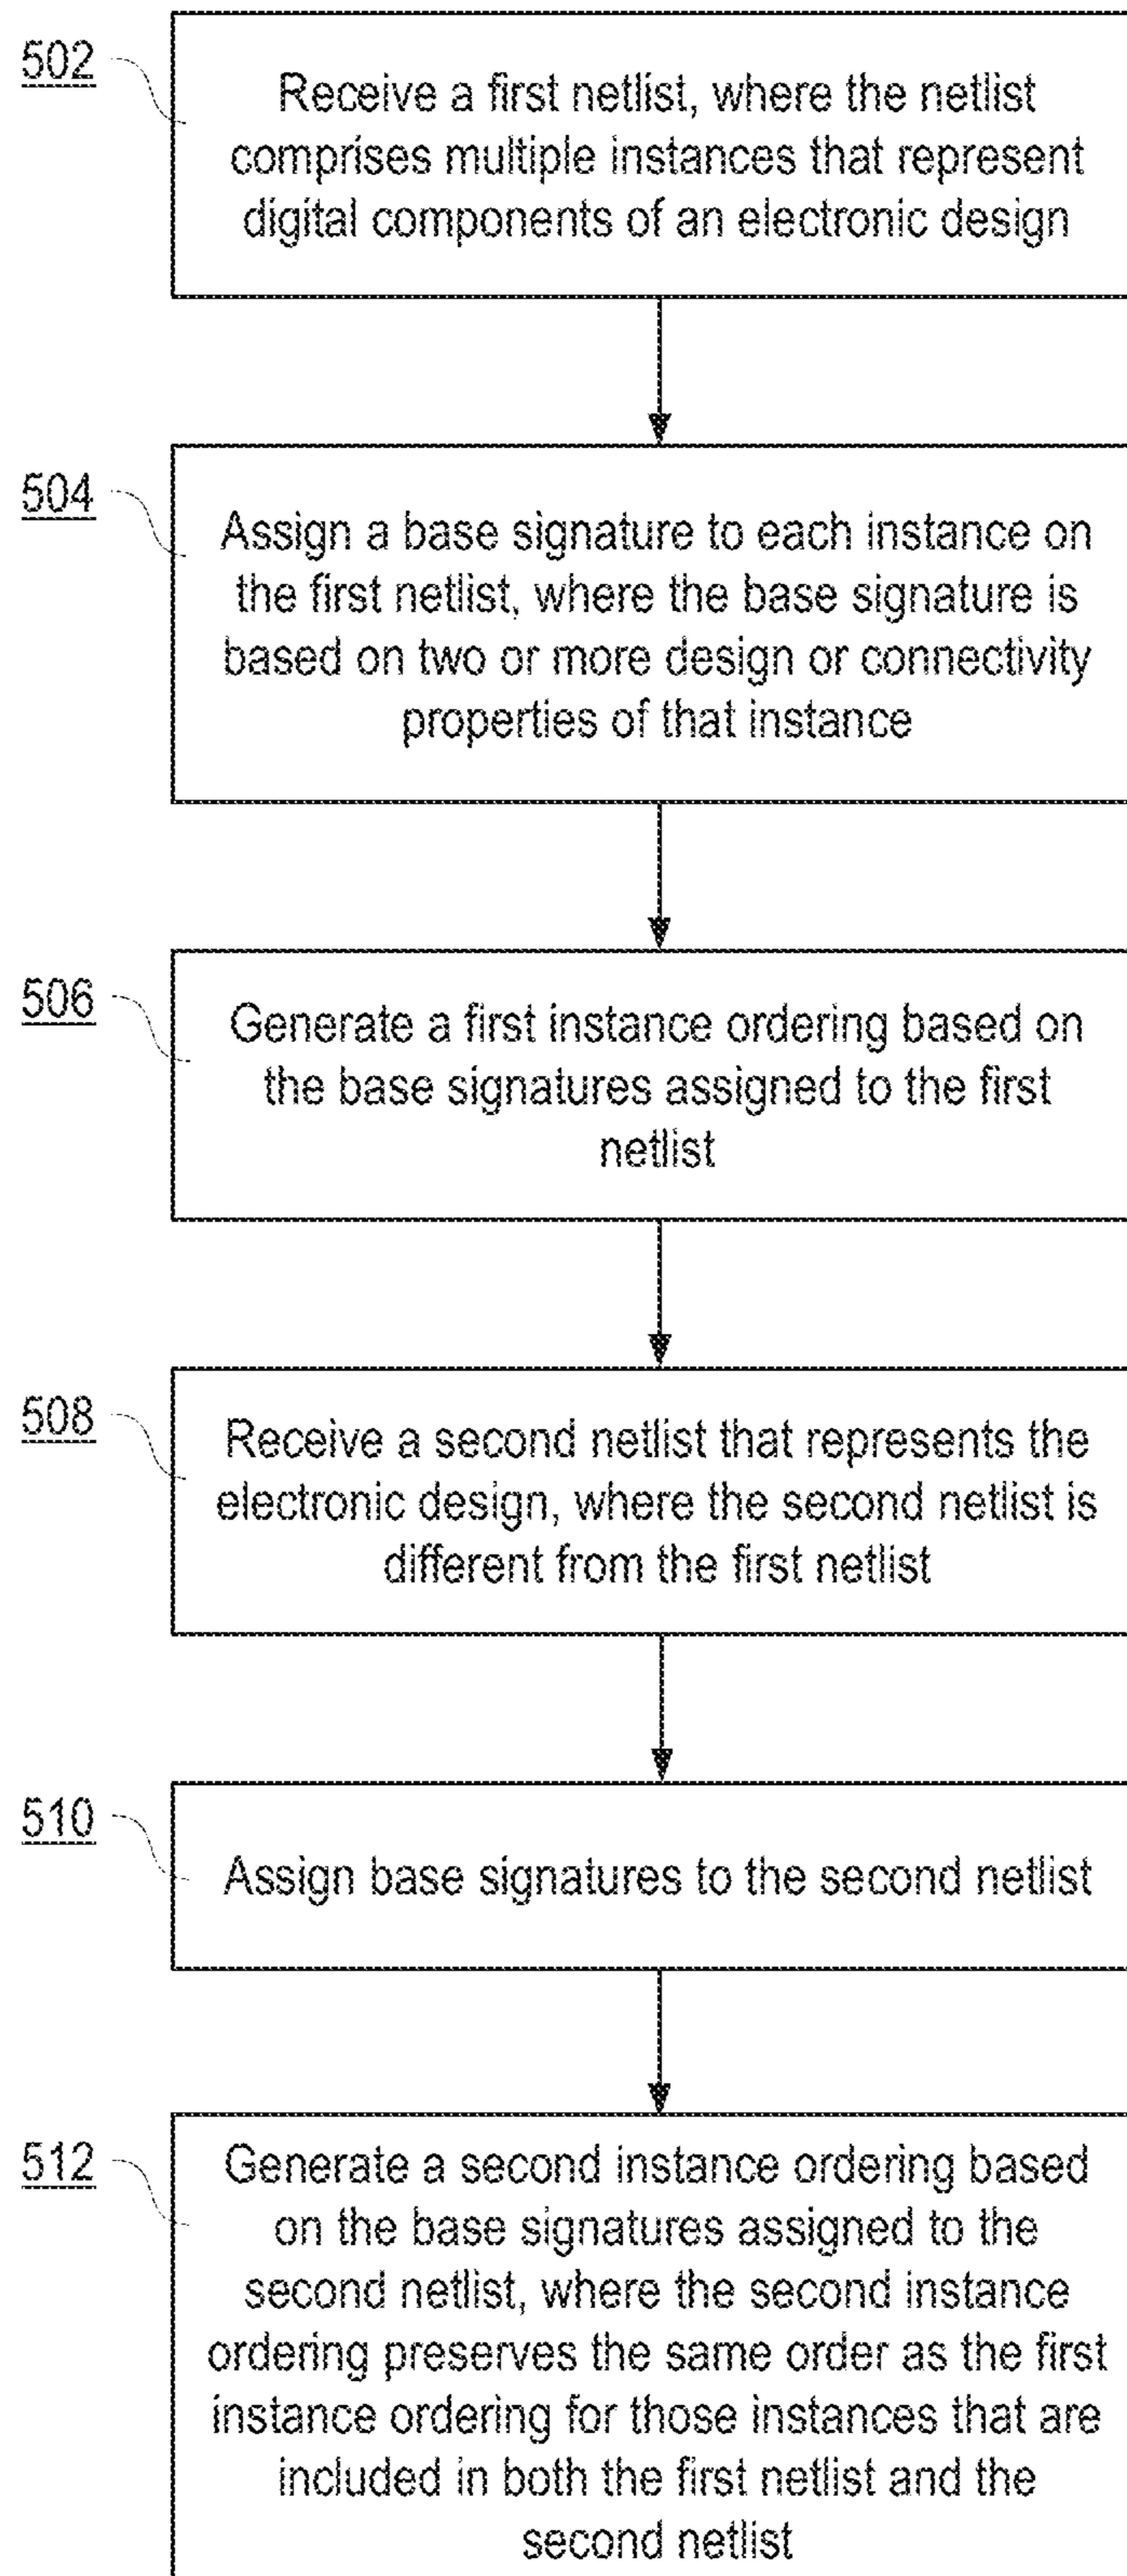 502
Receive a first netlist, where the netlist
comprises multiple instances that represent
digital components of an electronic design
504
Assign a base signature to each instance on
the first netlist, where the base signature is
based on two or more design or connectivity
properties of that instance
506
Generate a first instance ordering based on
the base signatures assigned to the first
netlist
508
Receive a second netlist that represents the
electronic design, where the second netlist is
different from the first netlist
510
Assign base signatures to the second netlist
512
Generate a second instance ordering based
on the base signatures assigned to the
second netlist, where the second instance
ordering preserves the same order as the first
instance ordering for those instances that are
included in both the first netlist and the
second netlist